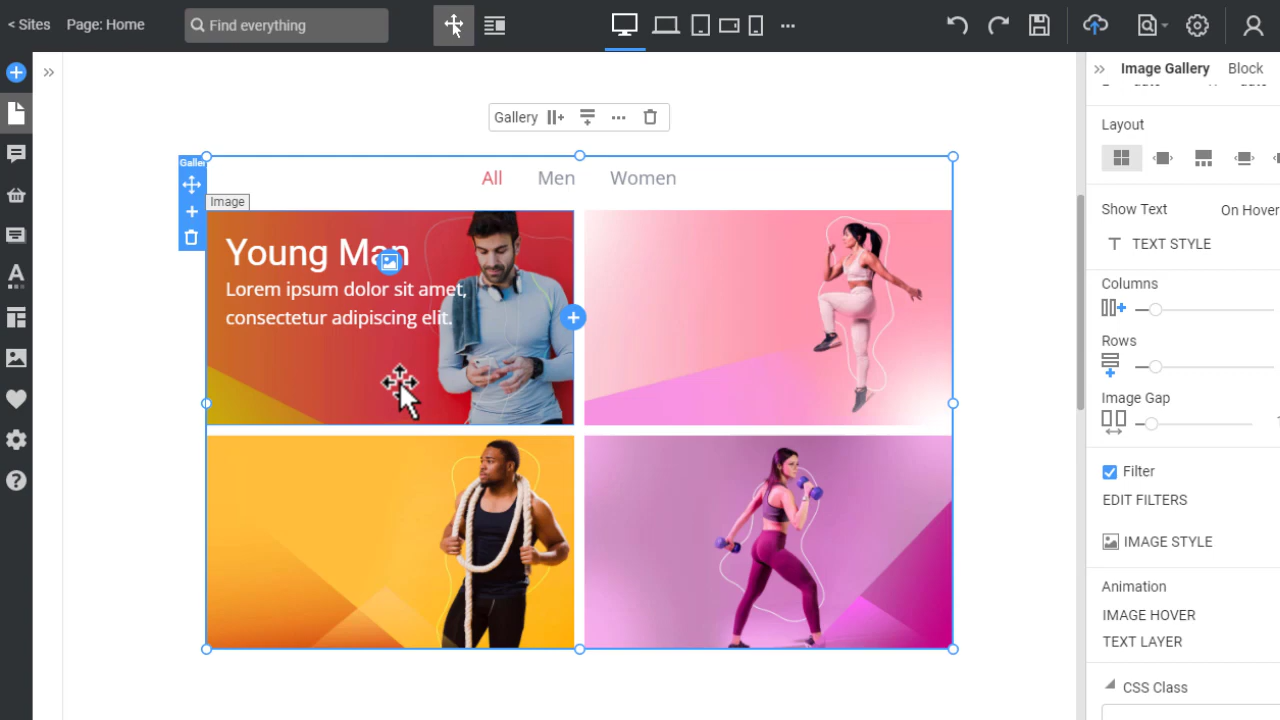 < Sites
Page: Home
Find everything
Image Gallery
Block
Gallery
Layout
All
Men
Women
Image
Show Text
On Hover
TEXT STYLE
Young Man
Lorem ipsum dolor sit amet,
consectetur adipiscing elit.
Columns
Rows
Image Gap
Filter
EDIT FILTERS
IMAGE STYLE
Animation
IMAGE HOVER
TEXT LAYER
CSS Class